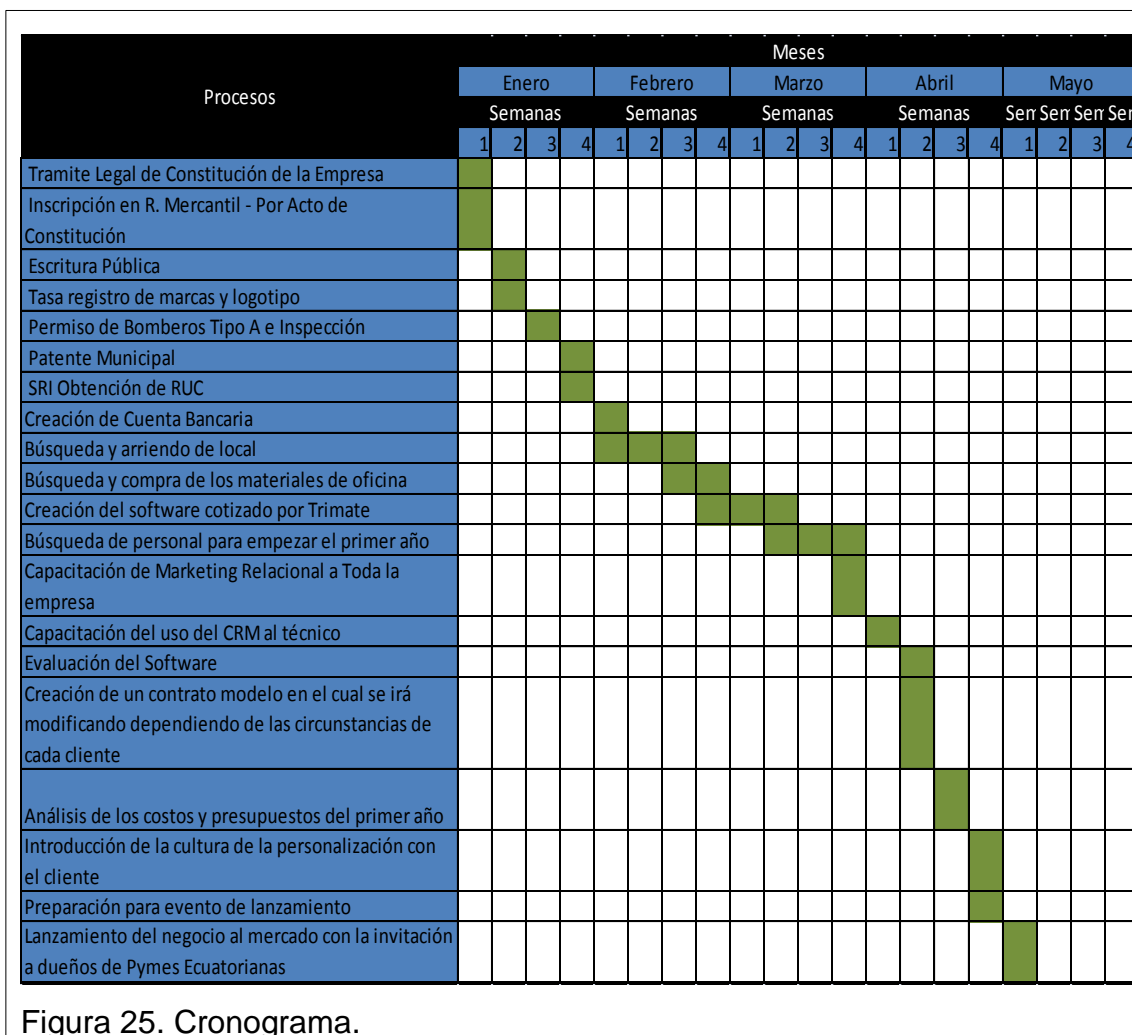 Procesos
Meses
Enero Febrero Marzo Abril Mayo
Semanas Semanas Semanas Semanas Sem Sem Sem Sem
1 2 3 4 1 2 3 4 1 2 3 4 1 2 3 4 1 2 3 4
Tramite Legal de Constitución de la Empresa
Inscripción en R. Mercantil - Por Acto de
Constitución
Escritura Pública
Tasa registro de marcas y logotipo
Permiso de Bomberos Tipo A e Inspección
Patente Municipal
SRI Obtención de RUC
Creación de Cuenta Bancaria
Búsqueda y arriendo de local
Búsqueda y compra de los materiales de oficina
Creación del software cotizado por Trimate
Búsqueda de personal para empezar el primer año
Capacitación de Marketing Relacional a Toda la
empresa
Capacitación del uso del CRM al técnico
Evaluación del Software
Creación de un contrato modelo en el cual se irá
modificando dependiendo de las circunstancias de
cada cliente
Análisis de los costos y presupuestos del primer año
Introducción de la cultura de la personalización con
el cliente
Preparación para evento de lanzamiento
Lanzamiento del negocio al mercado con la invitación
a dueños de Pymes Ecuatorianas
Figura 25. Cronograma.